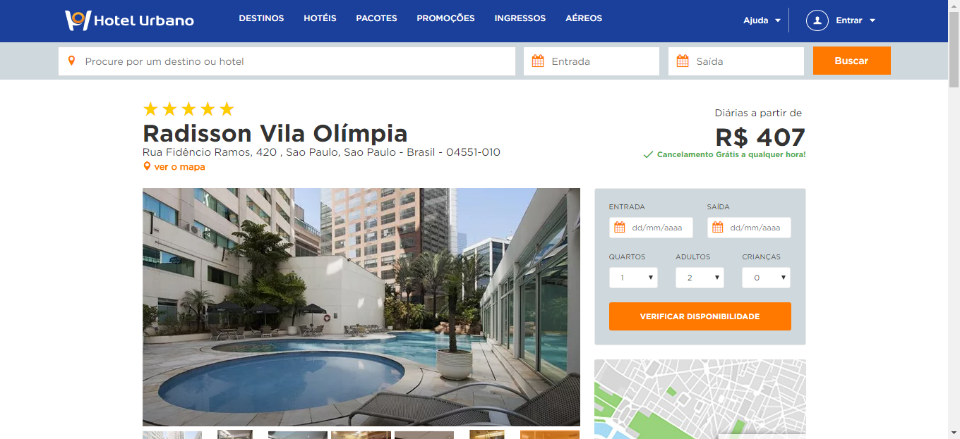 Hotel Urbano
DESTINOS HOTÉIS PACOTES PROMOÇÕES INGRESSOS AÉREOS
Ajuda Entrar
Procure por um destino ou hotel
Entrada
Saída
Buscar
Radisson Vila Olímpia
Rua Fidêncio Ramos, 420 , Sao Paulo, Sao Paulo - Brasil - 04551-010
ver o mapa
Diárias a partir de
R$ 407
Cancelamento Grátis a qualquer hora!
ENTRADA SAÍDA
dd/mm/aaaa dd/mm/aaaa
QUARTOS ADULTOS CRIANÇAS
1 2 0
VERIFICAR DISPONIBILIDADE